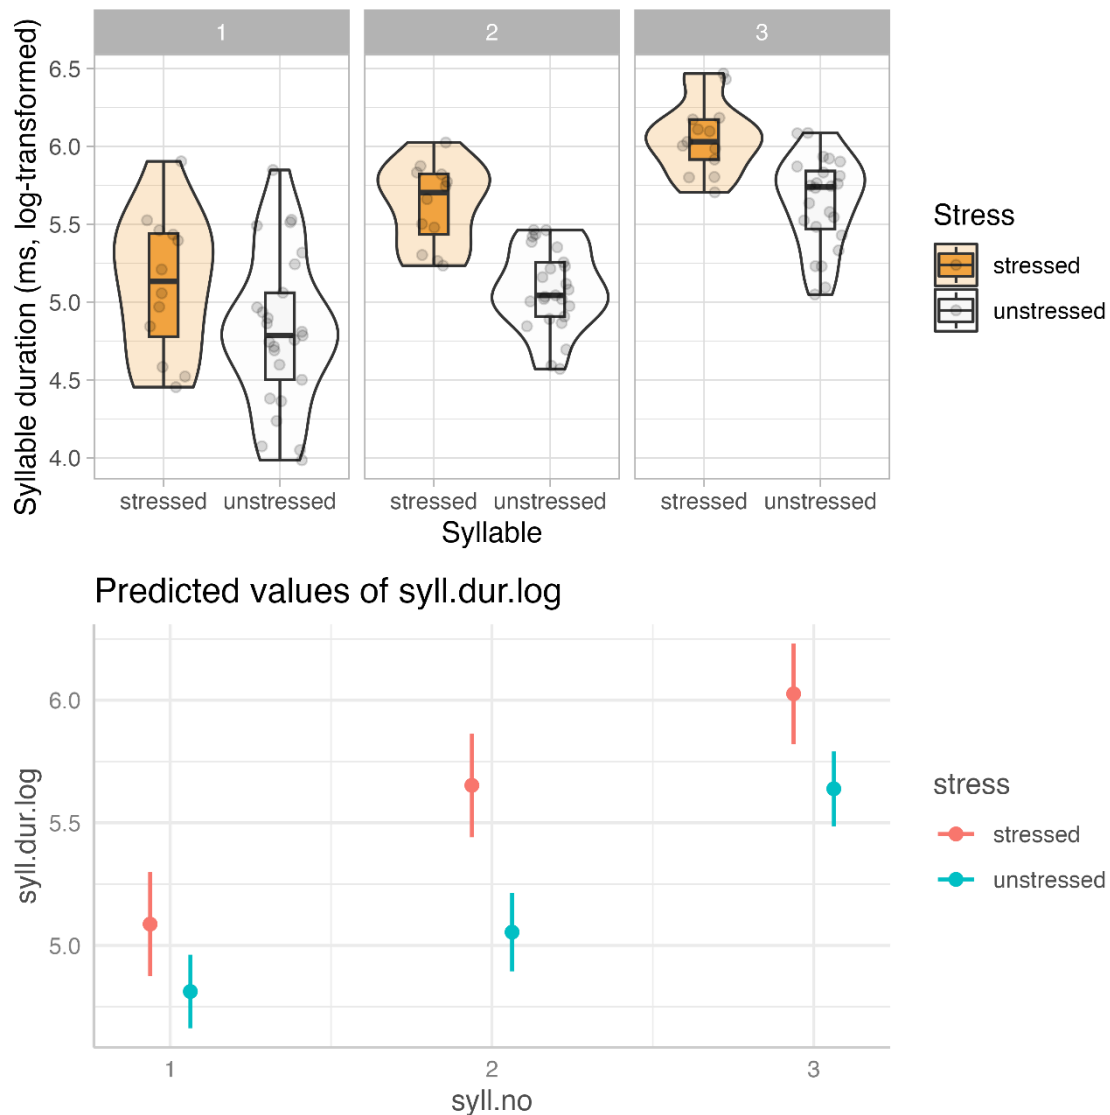 1 2 3
Syllable duration (ms, log-transformed)
6.5
6.0
5.5
5.0
4.5
4.0
stressed unstressed stressed unstressed stressed unstressed
Syllable
Stress
stressed
unstressed
Predicted values of syll.dur.log
syll.dur.log
6.0
5.5
5.0
1 2 3
syll.no
stress
stressed
unstressed